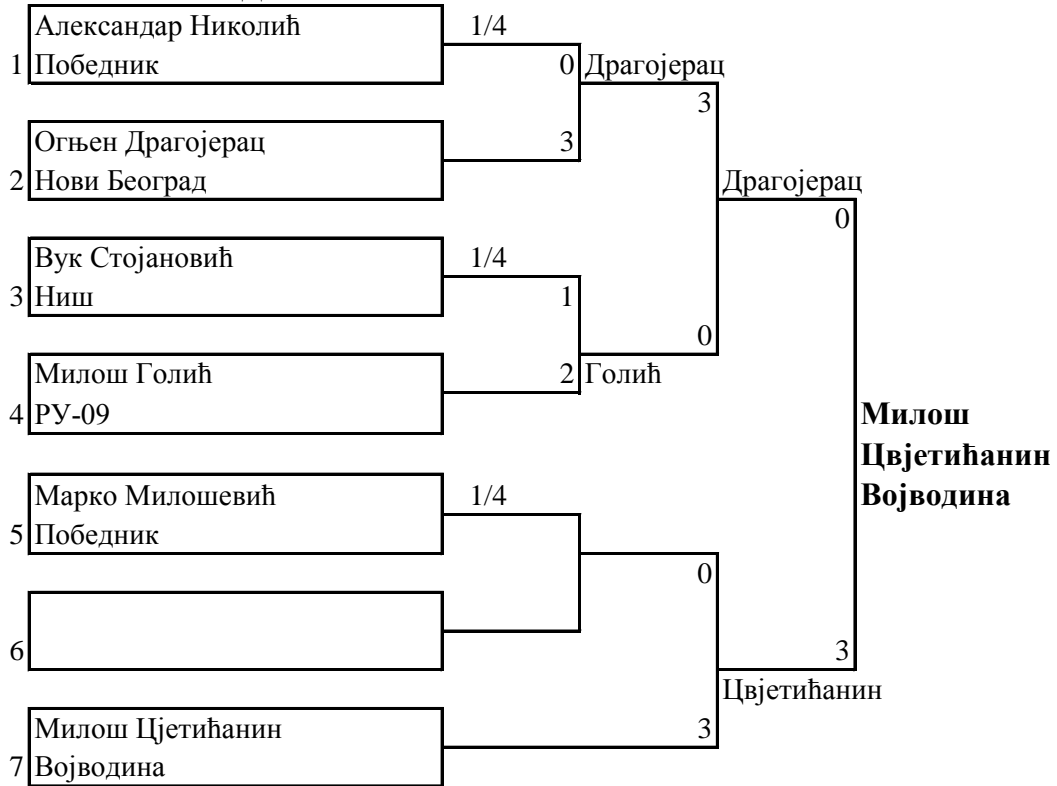 Александар Николић
1/4
1 Победник
0 Драгојерац
3
Огњен Драгојерац
3
2 Нови Београд
Драгојерац
0
Вук Стојановић
1/4
3 Ниш
1
0
Милош Голић
2 Голић
4 РУ-09
Милош
Цвјетићанин
Војводина
Марко Милошевић
1/4
5 Победник
0
6
3
Цвјетићанин
Милош Цјетићанин
3
7 Војводина